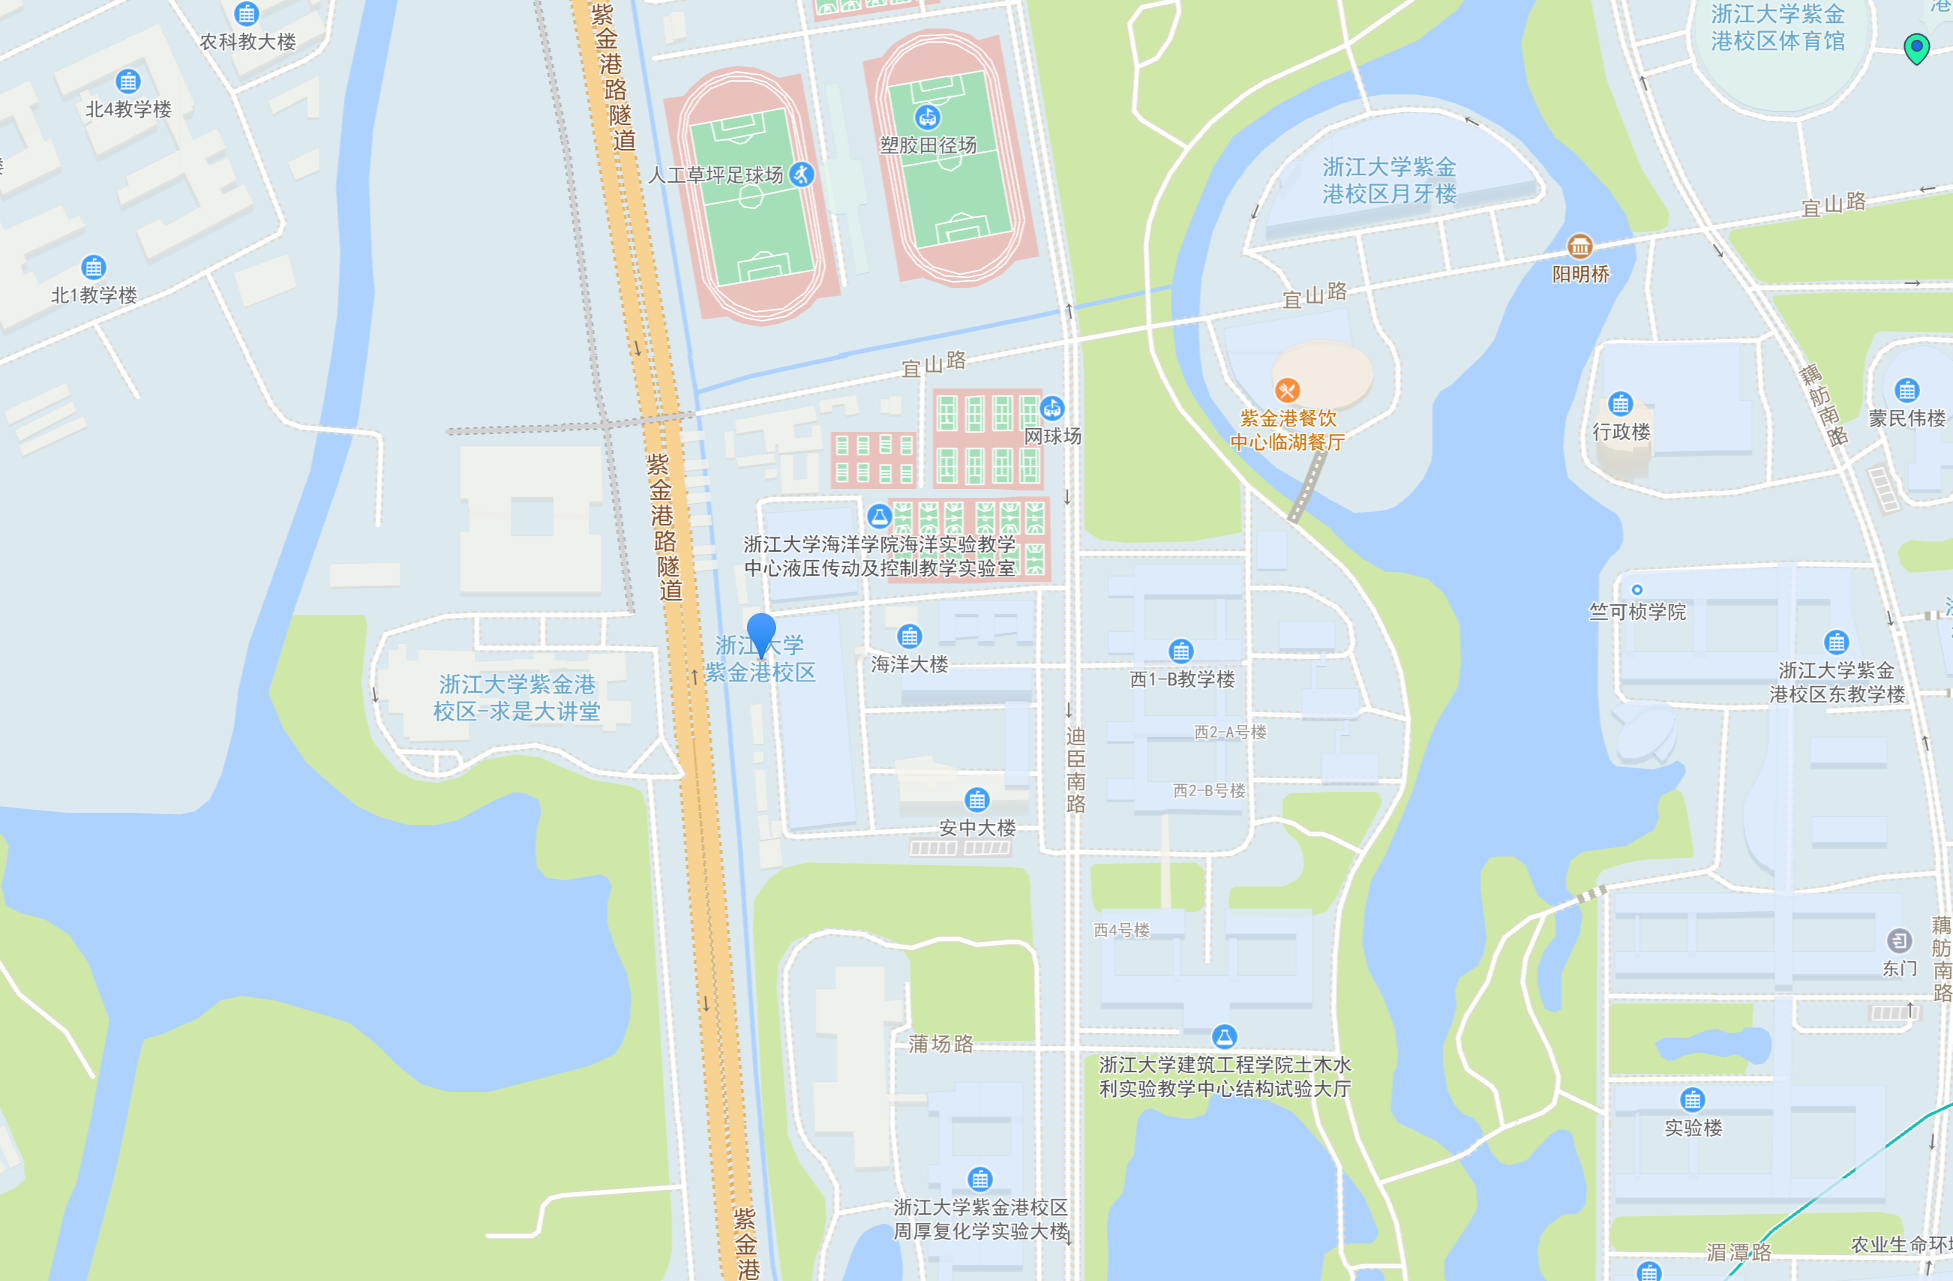 农科教大楼
北4教学楼
北1教学楼
紫金港路隧道
人工草坪足球场
塑胶田径场
浙江大学紫金
港校区月牙楼
浙江大学紫金
港校区体育馆
港
宜山路
阳明桥
宜山路
宜山路
紫金港餐饮
中心临湖餐厅
行政楼
藕舫南路
蒙民伟楼
网球场
紫金港路隧道
浙江大学海洋学院海洋实验教学
中心液压传动及控制教学实验室
竺可桢学院
浙江大学
紫金港校区
海洋大楼
西1-B教学楼
浙江大学紫金
港校区东教学楼
浙江大学紫金港
校区-求是大讲堂
西2-A号楼
迪臣南路
西2-B号楼
安中大楼
西4号楼
藕舫南路
东门
蒲场路
浙江大学建筑工程学院土木水
利实验教学中心结构试验大厅
实验楼
浙江大学紫金港校区
周厚复化学实验大楼
紫金港
湄潭路
农业生命环